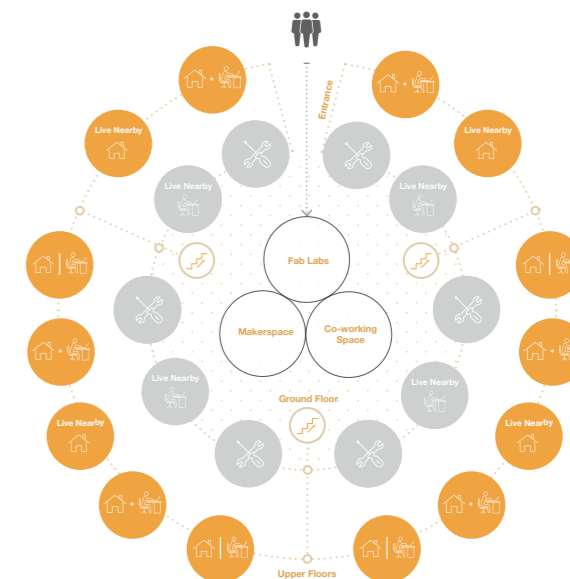 Entrance
Live Nearby
Live Nearby
Live Nearby
Live Nearby
Fab Labs
Makerspace
Co-working
Space
Live Nearby
Live Nearby
Ground Floor
Live Nearby
Live Nearby
Upper Floors